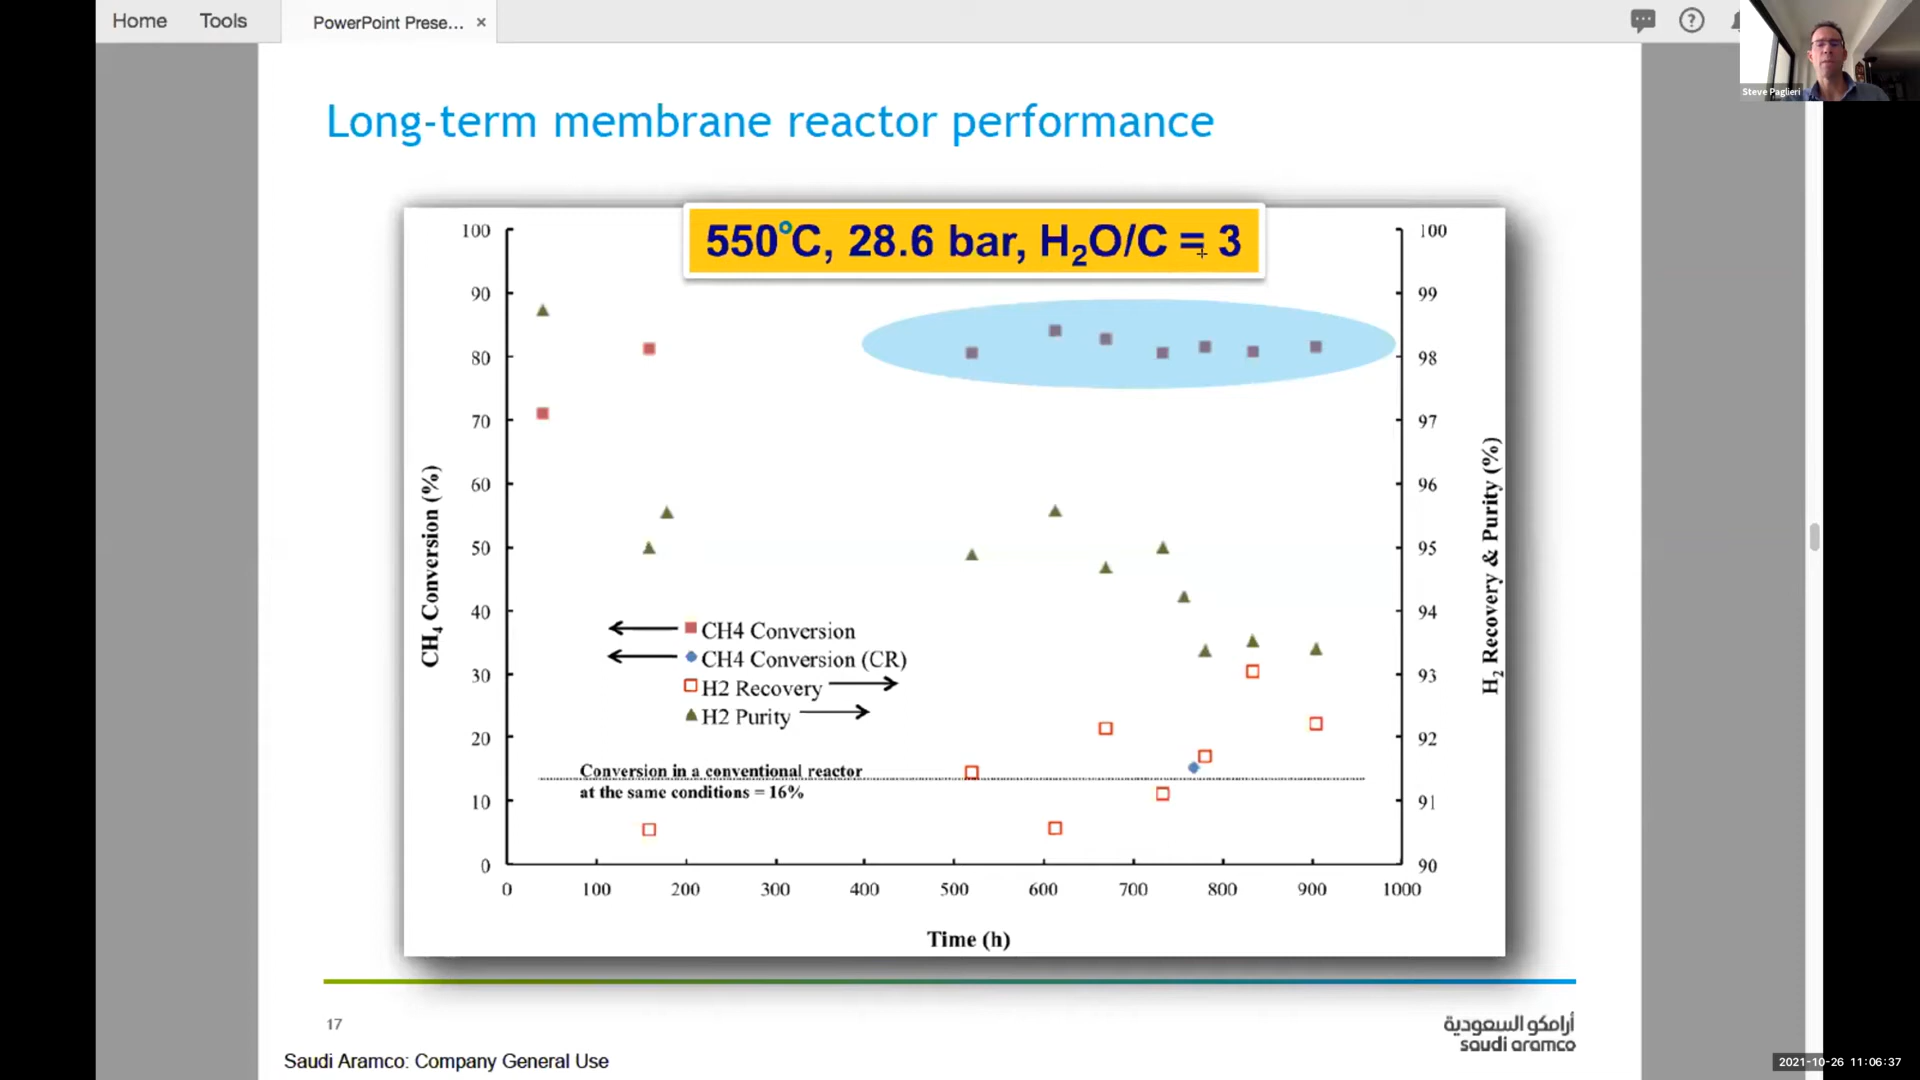 Home Tools PowerPoint Prese... ×
Steve Paglieri
Long-term membrane reactor performance
550°C, 28.6 bar, H₂O/C = 3
100
90
80
70
60
50
40
30
20
10
0
CH₄ Conversion (%)
100
99
98
97
96
95
94
93
92
91
90
H₂ Recovery & Purity (%)
CH4 Conversion
CH4 Conversion (CR)
H2 Recovery
H2 Purity
Conversion in a conventional reactor
at the same conditions = 16%
0 100 200 300 400 500 600 700 800 900 1000
Time (h)
17
أرامكو السعودية
saudi aramco
Saudi Aramco: Company General Use
2021-10-26 11:06:37